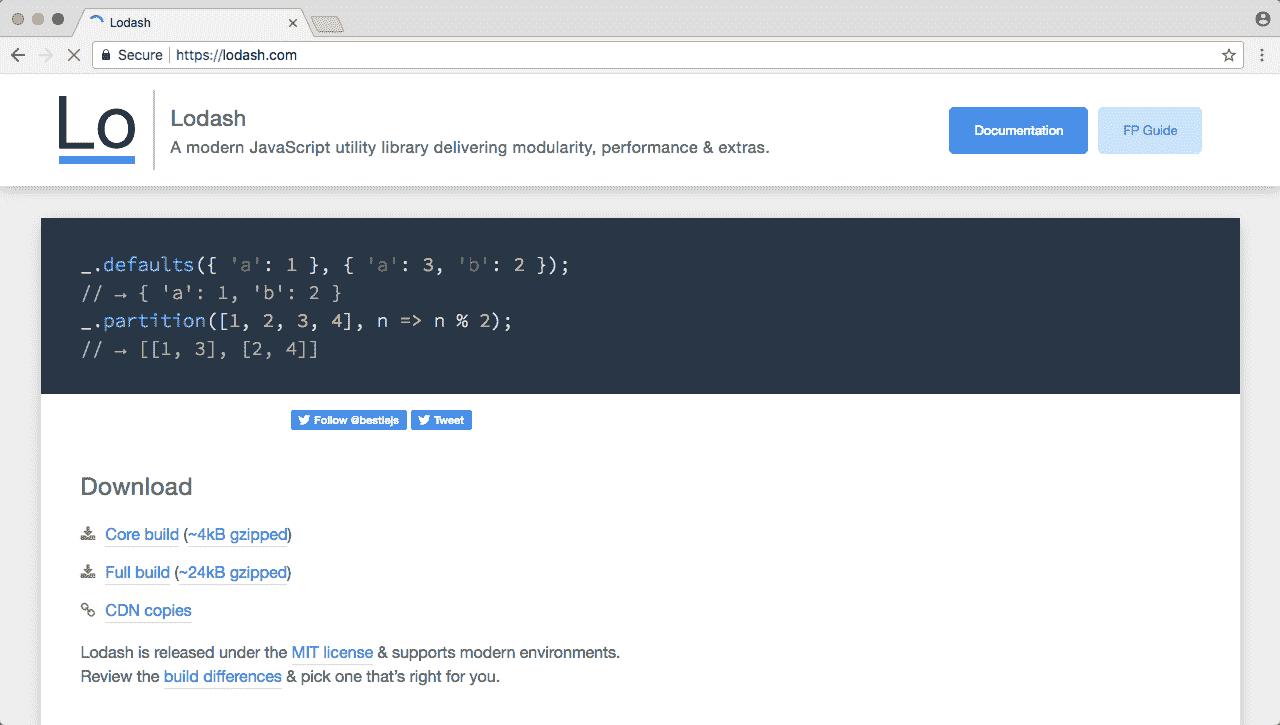 Lodash
Secure https://lodash.com
Lo
Lodash
A modern JavaScript utility library delivering modularity, performance & extras.
Documentation
FP Guide
_.defaults({ 'a': 1 }, { 'a': 3, 'b': 2 });
// → { 'a': 1, 'b': 2 }
_.partition([1, 2, 3, 4], n => n % 2);
// → [[1, 3], [2, 4]]
Follow @bestiejs Tweet
Download
Core build (~4kB gzipped)
Full build (~24kB gzipped)
CDN copies
Lodash is released under the MIT license & supports modern environments.
Review the build differences & pick one that’s right for you.